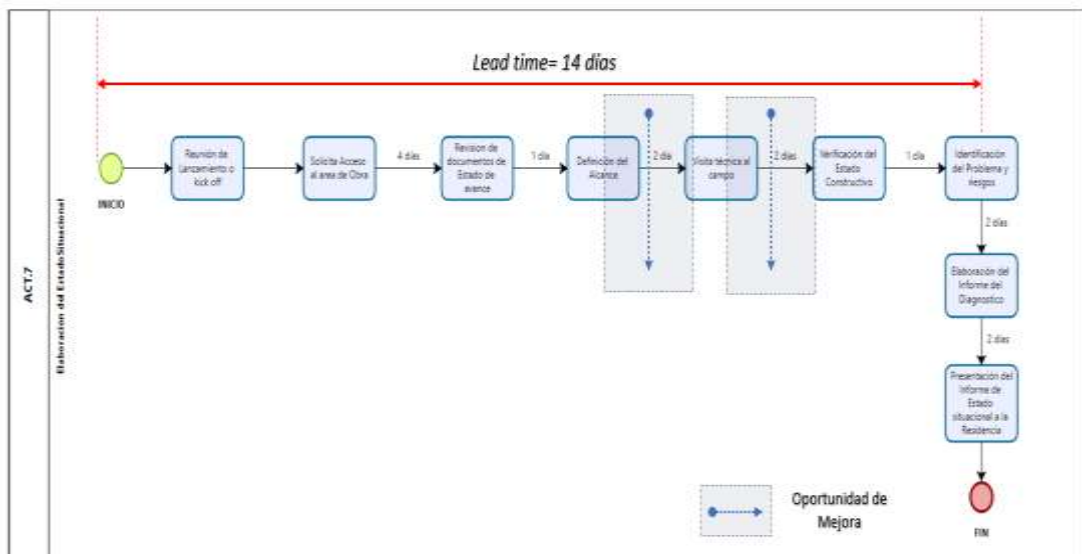 Lead time= 14 días
Reunión de
Lanzamiento o
kick off
Solicita Acceso
al area de Obra
4 días
Revision de
documentos de
Estado de
avance
1 día
Definición del
Alcance
2 día
Visita técnica al
campo
2 días
Verificación del
Estado
Constructivo
1 día
Identificación
del Problema y
riesgos
INICIO
2 días
Elaboración del
Informe del
Diagnostico
2 días
Presentación del
Informe de
Estado
situacional a la
Residencia
FIN
ACT.7
Elaboracion del Estado Situacional
Oportunidad de
Mejora